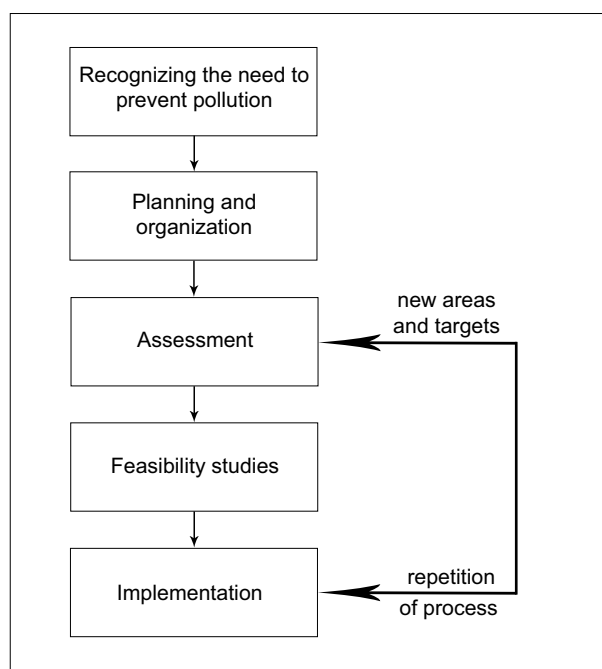 Recognizing the need to
prevent pollution
Planning and
organization
Assessment
new areas
and targets
Feasibility studies
Implementation
repetition
of process